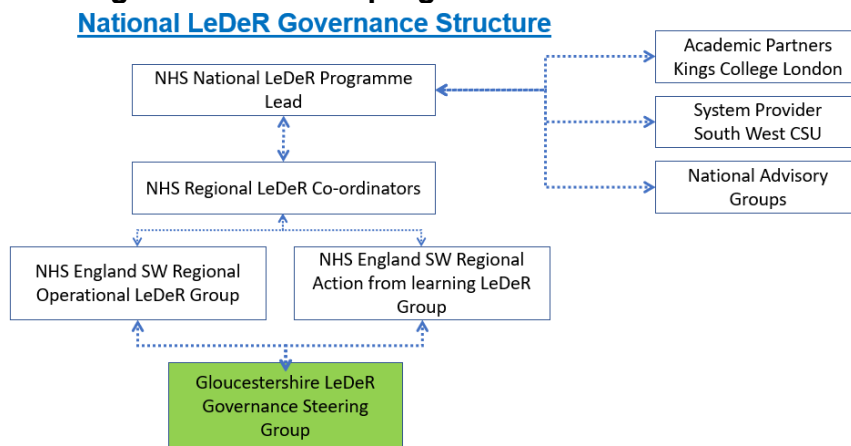 National LeDeR Governance Structure
NHS National LeDeR Programme
Lead
Academic Partners
Kings College London
System Provider
South West CSU
National Advisory
Groups
NHS Regional LeDeR Co-ordinators
NHS England SW Regional
Operational LeDeR Group
NHS England SW Regional
Action from learning LeDeR
Group
Gloucestershire LeDeR
Governance Steering
Group